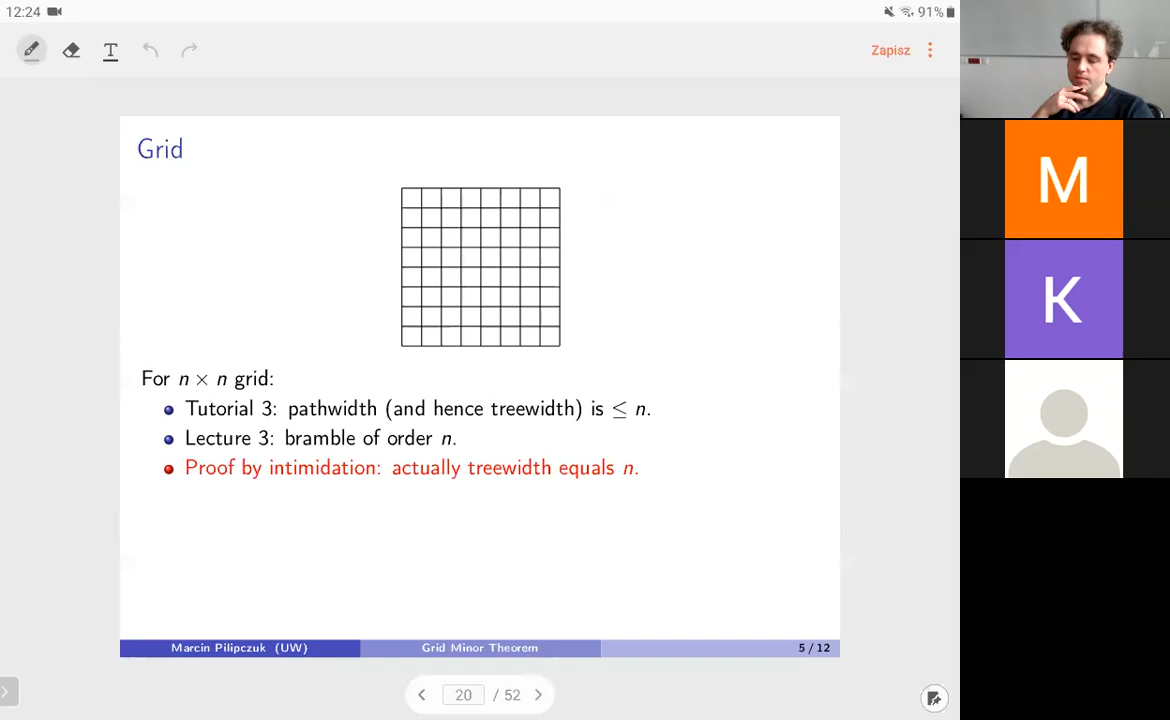 12:24
91%
T
Zapisz
Grid
For n × n grid:
Tutorial 3: pathwidth (and hence treewidth) is ≤ n.
Lecture 3: bramble of order n.
Proof by intimidation: actually treewidth equals n.
Marcin Pilipczuk (UW) Grid Minor Theorem 5 / 12
20 / 52
M
K